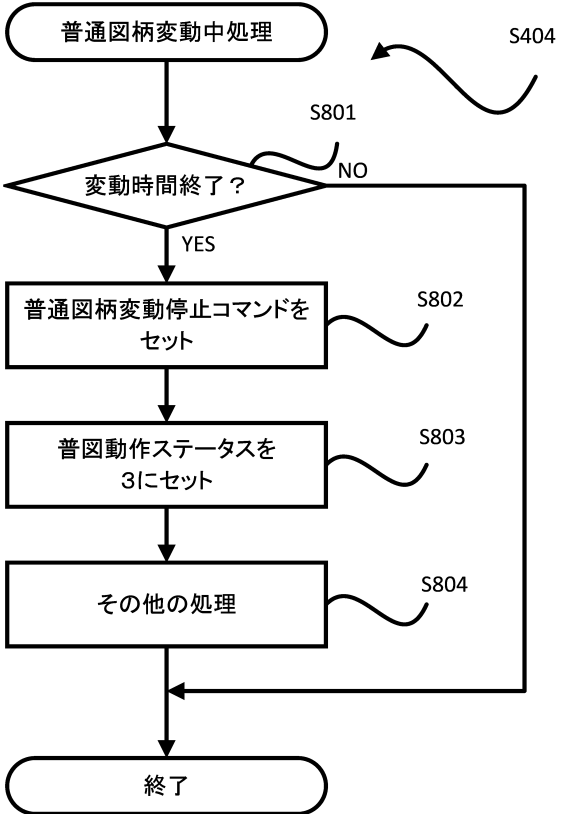 普通図柄変動中処理
S404
S801
変動時間終了？
NO
YES
普通図柄変動停止コマンドを
セット
S802
普図動作ステータスを
３にセット
S803
その他の処理
S804
終了